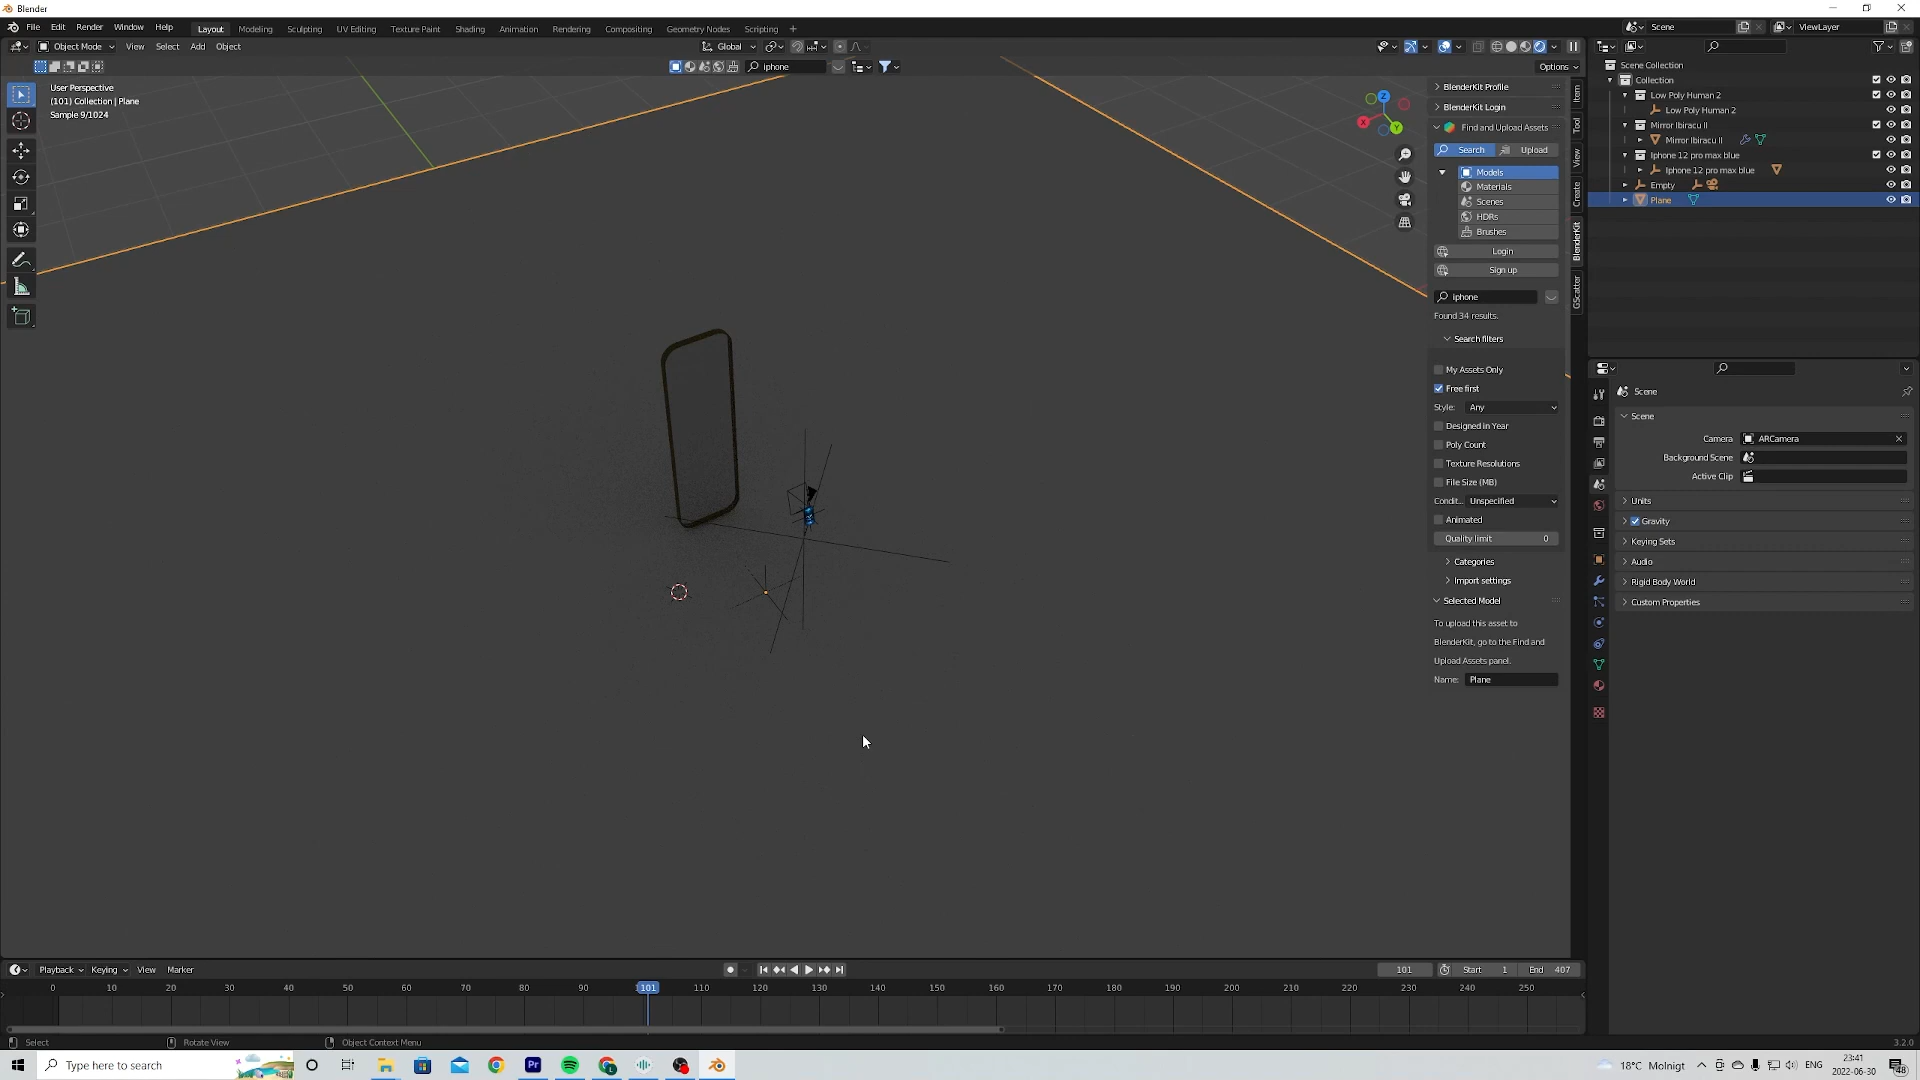 Blender
File Edit Render Window Help Layout Modeling Sculpting UV Editing Texture Paint Shading Animation Rendering Compositing Geometry Nodes Scripting + Scene ViewLayer
Object Mode View Select Add Object Global
iphone Options
User Perspective
(101) Collection | Plane
Sample 9/1024
X Y Z
BlenderKit Profile
BlenderKit Login
Find and Upload Assets
Search Upload
Models
Materials
Scenes
HDRs
Brushes
Login
Sign up
iphone
Found 34 results.
Search filters
My Assets Only
Free first
Style: Any
Designed in Year
Poly Count
Texture Resolutions
File Size (MB)
Condit... Unspecified
Animated
Quality limit 0
Categories
Import settings
Selected Model
To upload this asset to
BlenderKit, go to the Find and
Upload Assets panel.
Name: Plane
Item
Tool
View
Create
BlenderKit
GScatter
Scene Collection
Collection
Low Poly Human 2
Low Poly Human 2
Mirror Ibiracu II
Mirror Ibiracu II
Iphone 12 pro max blue
Iphone 12 pro max blue
Empty
Plane
Scene
Scene
Camera ARCamera
Background Scene
Active Clip
Units
Gravity
Keying Sets
Audio
Rigid Body World
Custom Properties
Playback Keying View Marker 101 Start 1 End 407
0 10 20 30 40 50 60 70 80 90 101 110 120 130 140 150 160 170 180 190 200 210 220 230 240 250
Select Rotate View Object Context Menu 3.2.0
Type here to search 18°C Molnigt ENG 23:41
2022-06-30 48